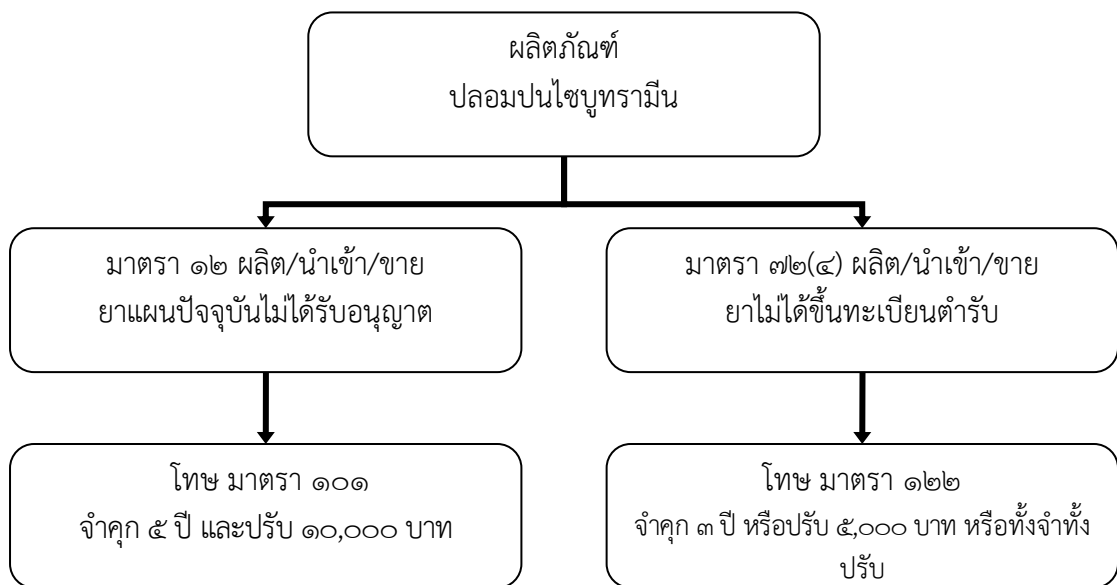 ผลิตภัณฑ์
ปลอมปนไซบูทรามีน
มาตรา ๑๒ ผลิต/นำเข้า/ขาย
ยาแผนปัจจุบันไม่ได้รับอนุญาต
มาตรา ๗๒(๔) ผลิต/นำเข้า/ขาย
ยาไม่ได้ขึ้นทะเบียนตำรับ
โทษ มาตรา ๑๐๑
จำคุก ๕ ปี และปรับ ๑๐,๐๐๐ บาท
โทษ มาตรา ๑๒๒
จำคุก ๓ ปี หรือปรับ ๕,๐๐๐ บาท หรือทั้งจำทั้ง
ปรับ